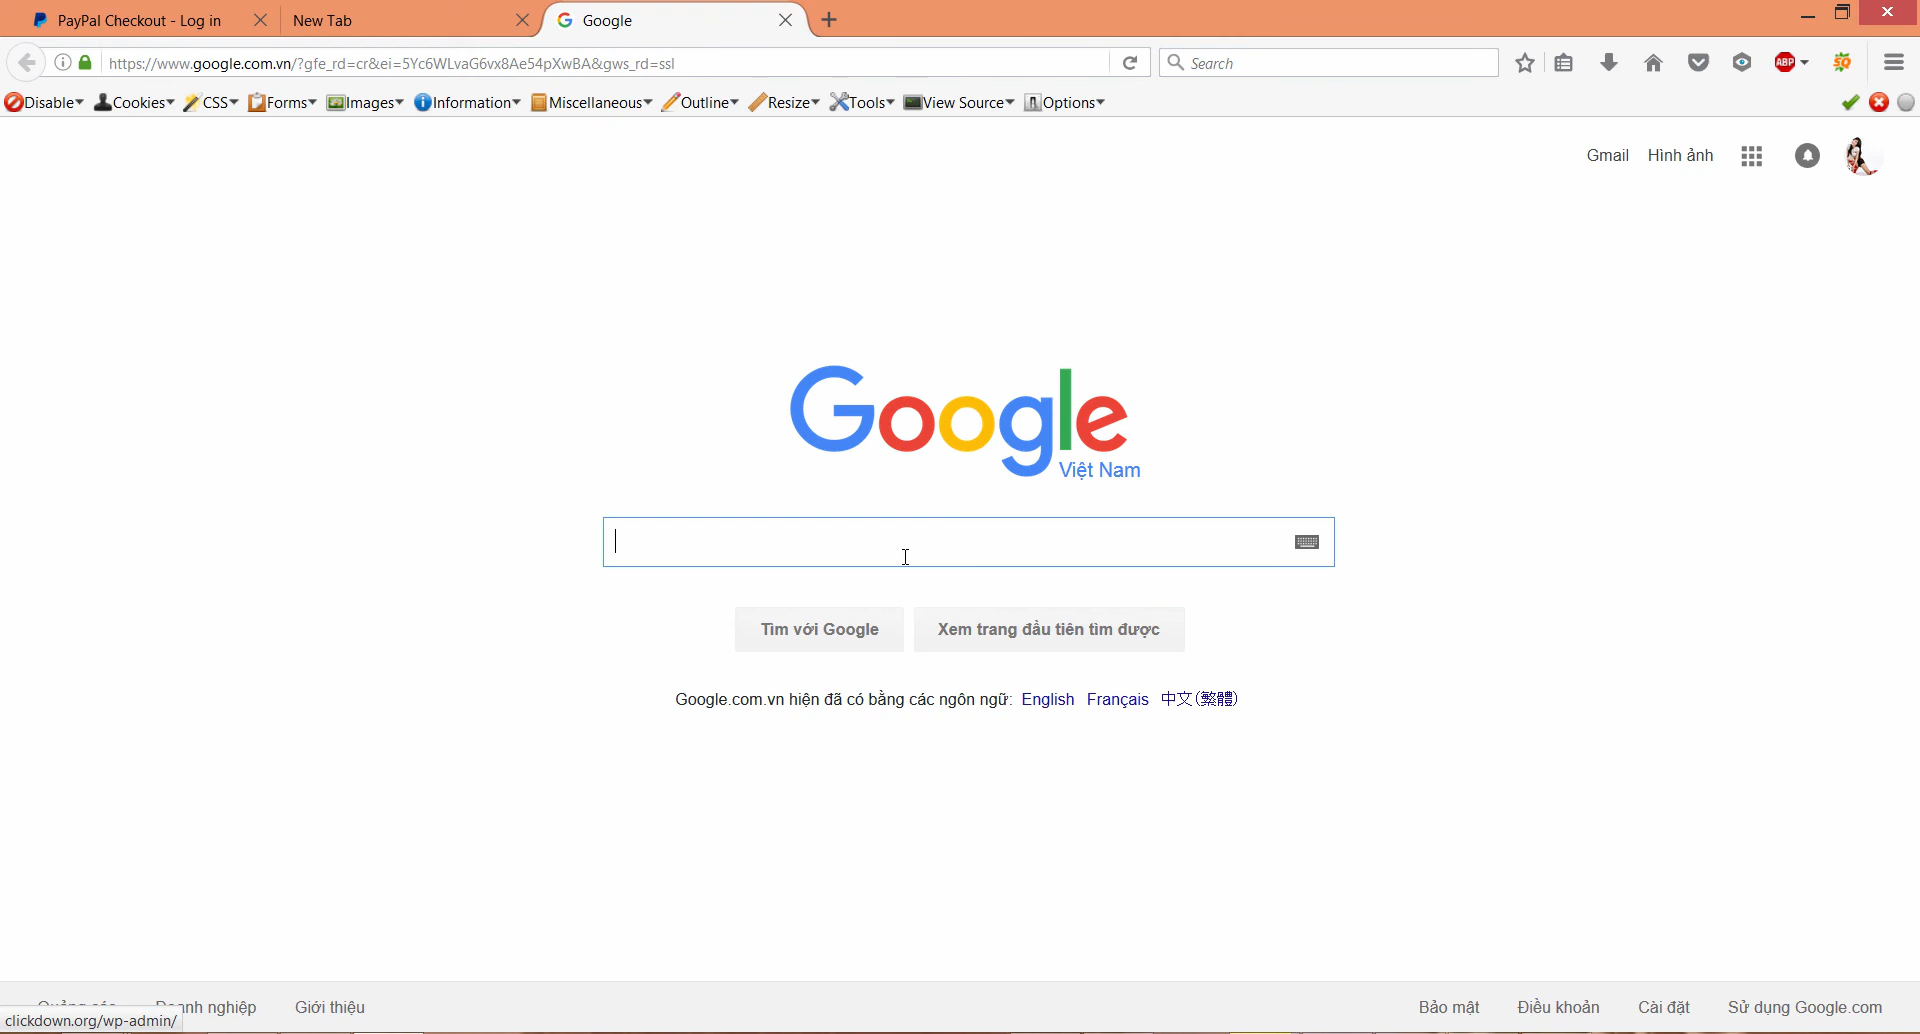 PayPal Checkout - Log in
New Tab
Google
https://www.google.com.vn/?gfe_rd=cr&ei=5Yc6WLvaG6vx8Ae54pXwBA&gws_rd=ssl
Search
ABP
Disable Cookies CSS Forms Images Information Miscellaneous Outline Resize Tools View Source Options
Gmail Hình ảnh
Google
Việt Nam
Tìm với Google
Xem trang đầu tiên tìm được
Google.com.vn hiện đã có bằng các ngôn ngữ: English Français 中文(繁體)
nghiệp Giới thiệu
Bảo mật Điều khoản Cài đặt Sử dụng Google.com
clickdown.org/wp-admin/